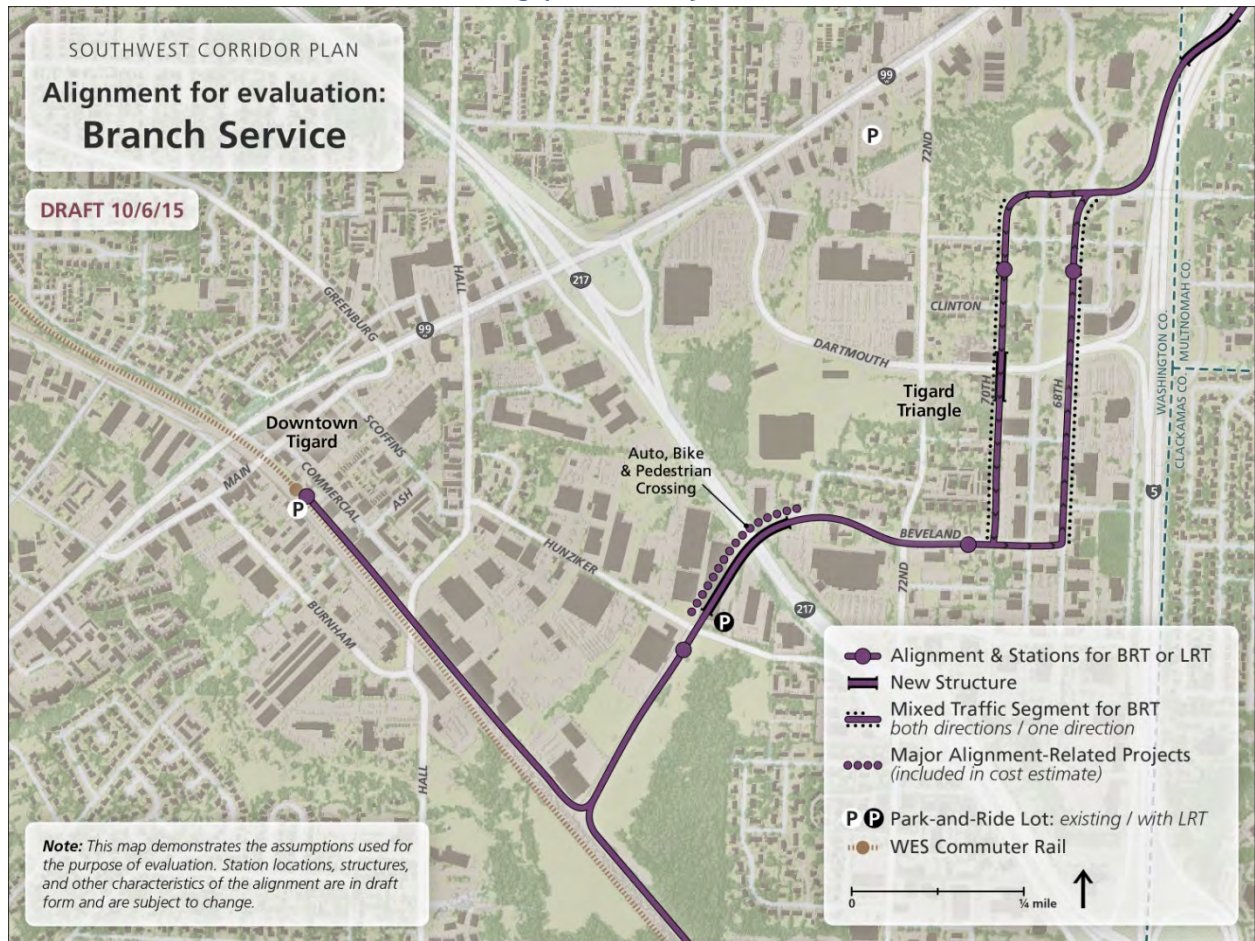 SOUTHWEST CORRIDOR PLAN
Alignment for evaluation:
Branch Service
DRAFT 10/6/15
99
P
72ND
HALL
217
GREENBURG
99
CLINTON
DARTMOUTH
70TH
68TH
WASHINGTON CO.
MULTNOMAH CO.
CLACKAMAS CO.
Tigard
Triangle
5
Downtown
Tigard
SCOFFINS
MAIN
COMMERCIAL
ASH
P
Auto, Bike
& Pedestrian
Crossing
BEVELAND
HUNZIKER
72ND
217
P
BURNHAM
HALL
Alignment & Stations for BRT or LRT
New Structure
Mixed Traffic Segment for BRT
both directions / one direction
Major Alignment-Related Projects
(included in cost estimate)
P P Park-and-Ride Lot: existing / with LRT
WES Commuter Rail
0 ¼ mile
Note: This map demonstrates the assumptions used for
the purpose of evaluation. Station locations, structures,
and other characteristics of the alignment are in draft
form and are subject to change.